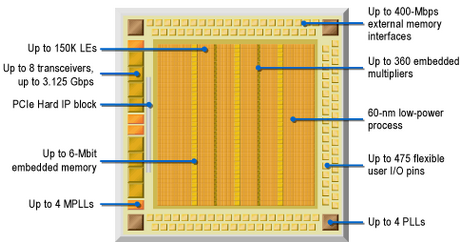 Up to 150K LEs
Up to 8 transceivers,
up to 3.125 Gbps
PCIe Hard IP block
Up to 6-Mbit
embedded memory
Up to 4 MPLLs
Up to 400-Mbps
external memory
interfaces
Up to 360 embedded
multipliers
60-nm low-power
process
Up to 475 flexible
user I/O pins
Up to 4 PLLs